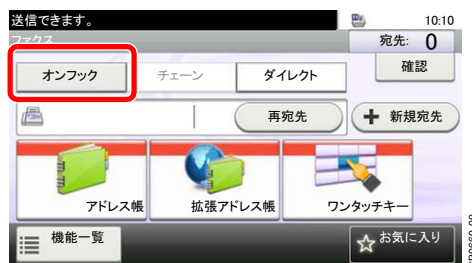 送信できます。
10:10
ファクス
宛先: 0
オンフック
チェーン
ダイレクト
確認
再宛先
+ 新規宛先
アドレス帳
拡張アドレス帳
ワンタッチキー
機能一覧
お気に入り